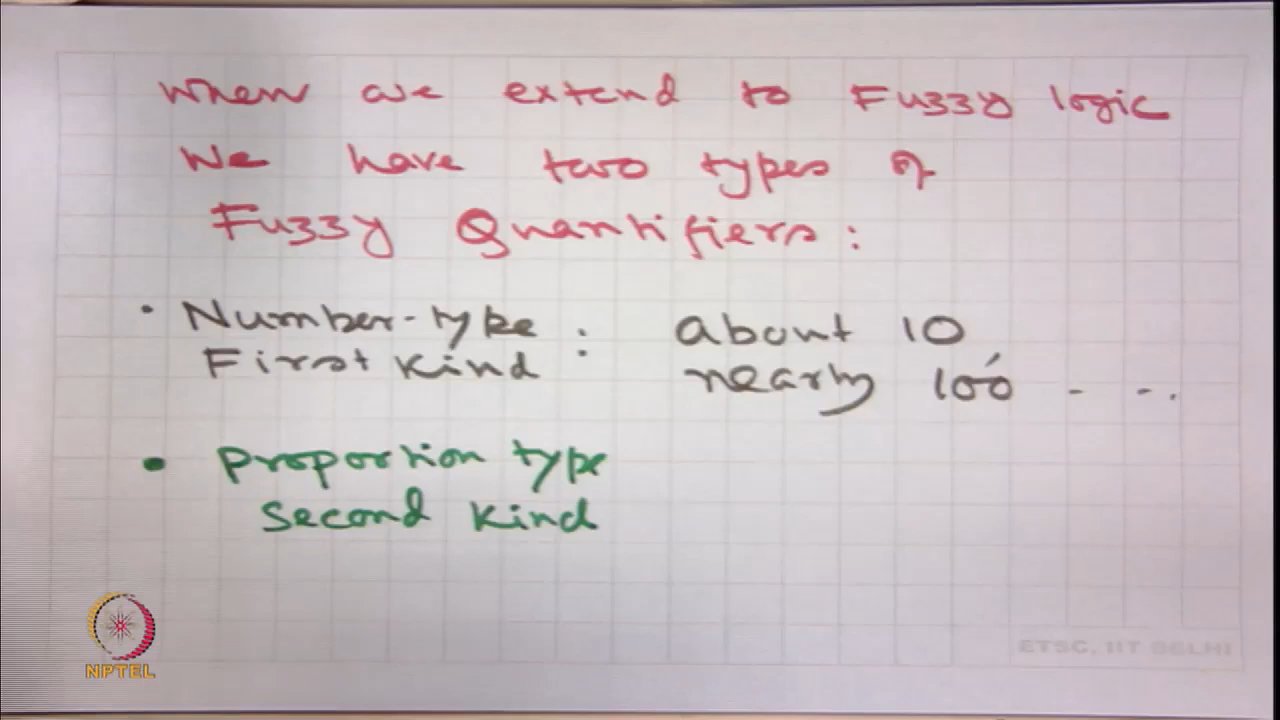 When we extend to Fuzzy logic
We have two types of
Fuzzy Quantifiers:
• Number-type : about 10,
First Kind nearly 100 - - .
• Proportion type
Second Kind
NPTEL
ETSC, IIT DELHI